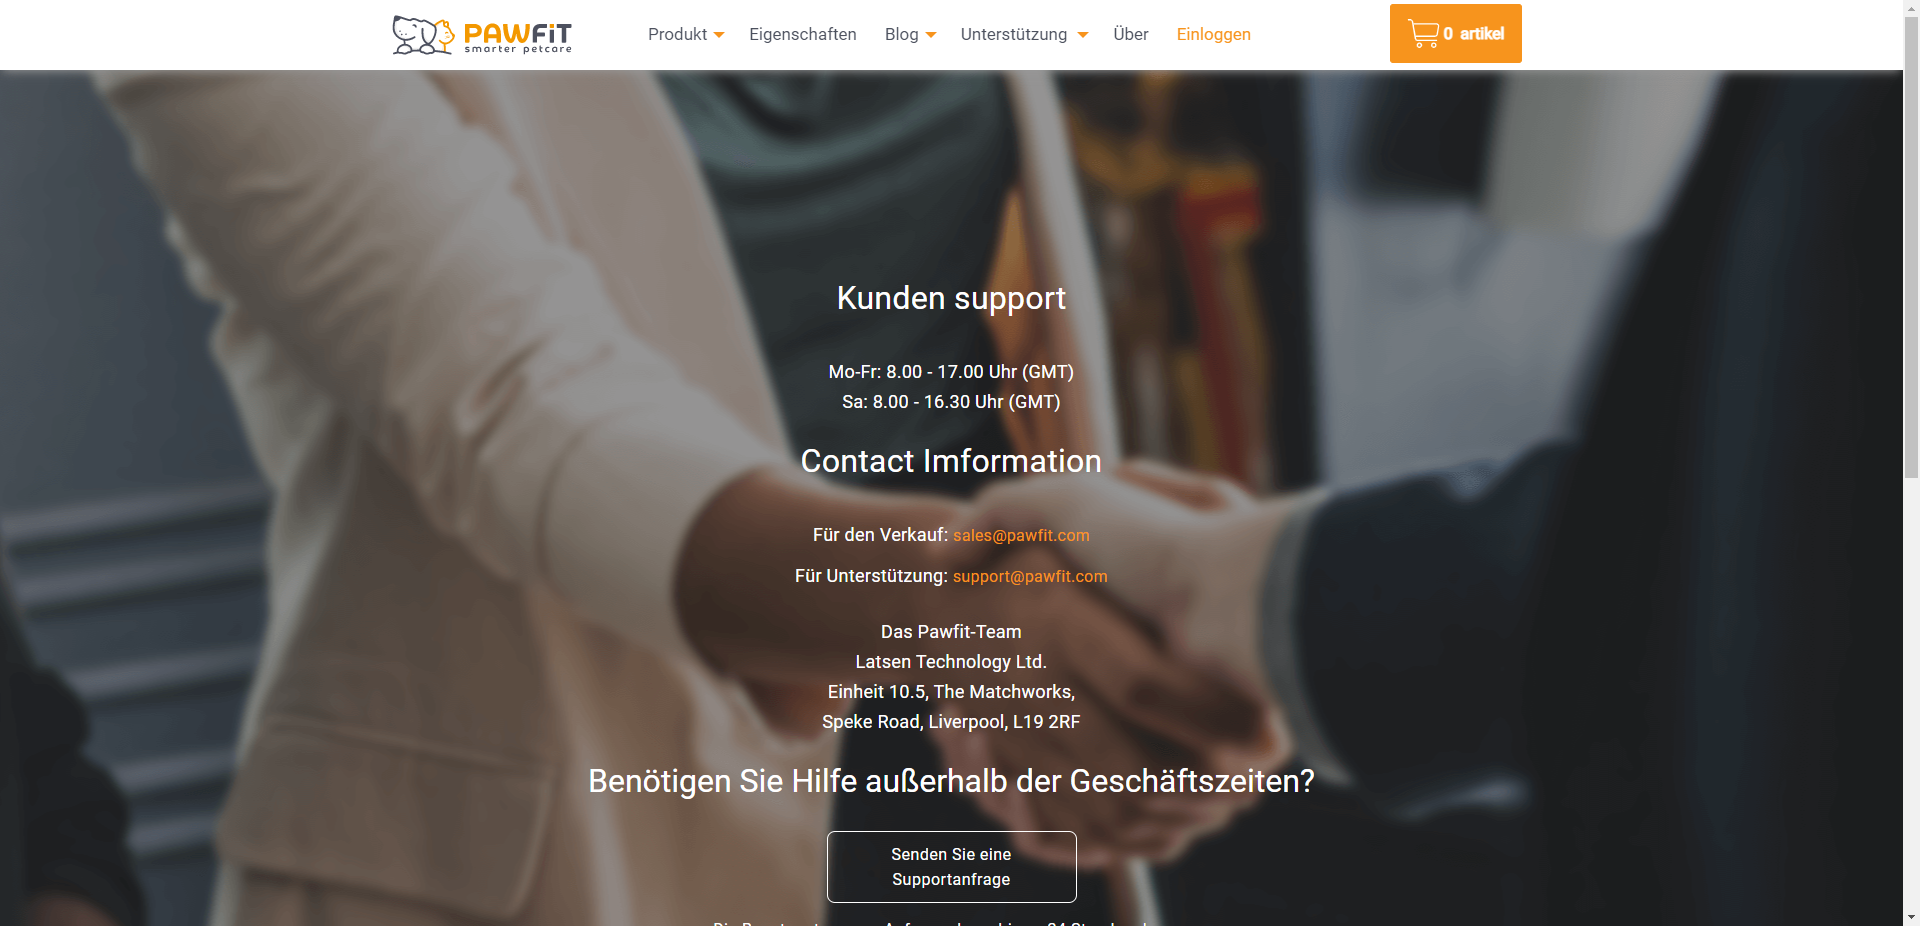 PAWFiT
smarter petcare
Produkt
Eigenschaften
Blog
Unterstützung
Über
Einloggen
0 artikel
Kunden support
Mo-Fr: 8.00 - 17.00 Uhr (GMT)
Sa: 8.00 - 16.30 Uhr (GMT)
Contact Imformation
Für den Verkauf: sales@pawfit.com
Für Unterstützung: support@pawfit.com
Das Pawfit-Team
Latsen Technology Ltd.
Einheit 10.5, The Matchworks,
Speke Road, Liverpool, L19 2RF
Benötigen Sie Hilfe außerhalb der Geschäftszeiten?
Senden Sie eine
Supportanfrage